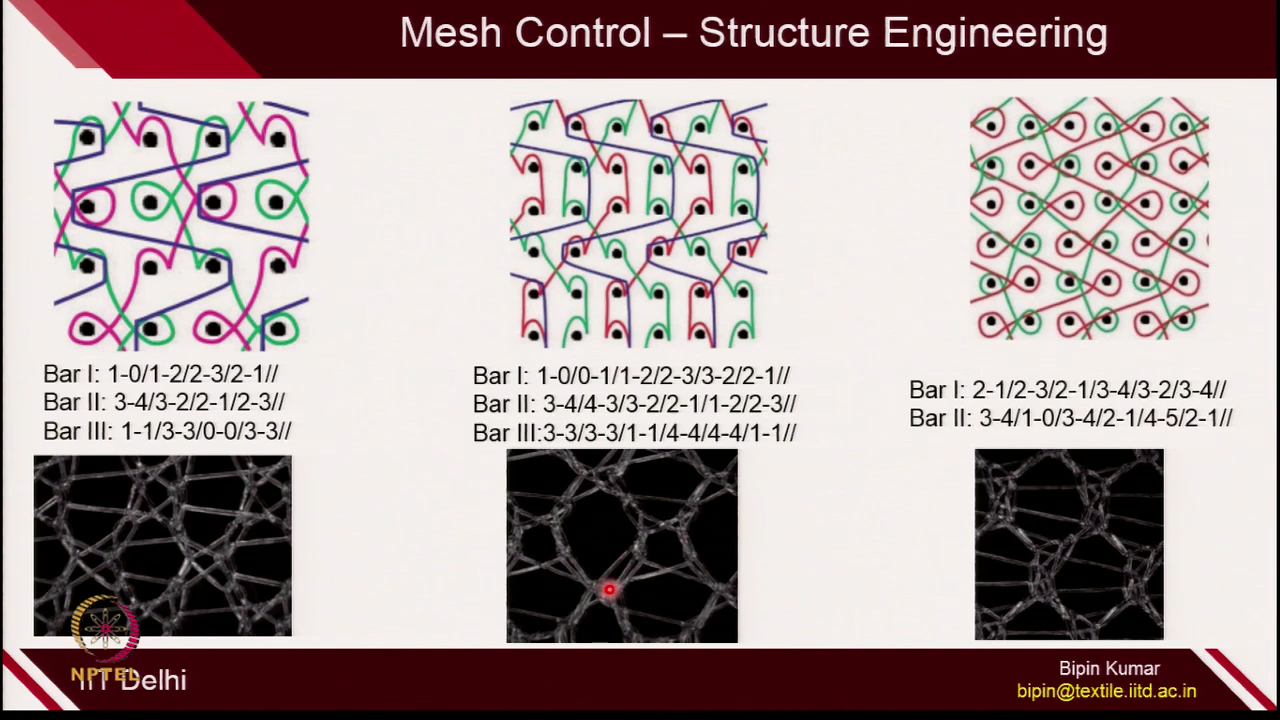 Mesh Control – Structure Engineering
Bar I: 1-0/1-2/2-3/2-1//
Bar II: 3-4/3-2/2-1/2-3//
Bar III: 1-1/3-3/0-0/3-3//
Bar I: 1-0/0-1/1-2/2-3/3-2/2-1//
Bar II: 3-4/4-3/3-2/2-1/1-2/2-3//
Bar III:3-3/3-3/1-1/4-4/4-4/1-1//
Bar I: 2-1/2-3/2-1/3-4/3-2/3-4//
Bar II: 3-4/1-0/3-4/2-1/4-5/2-1//
NPTEL
IIT Delhi
Bipin Kumar
bipin@textile.iitd.ac.in